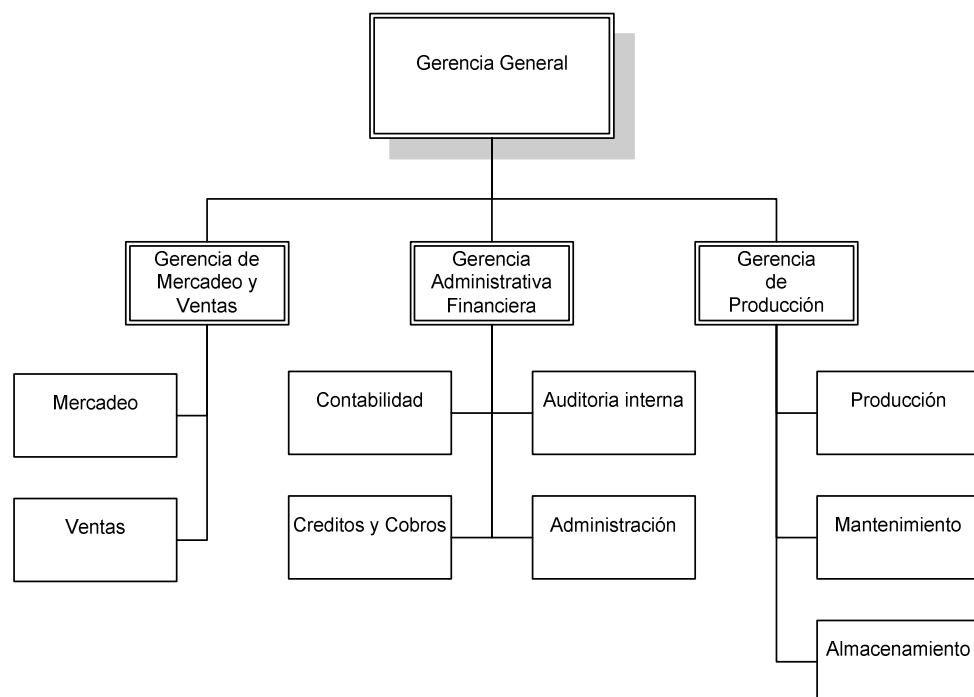 Gerencia General
Gerencia de
Mercadeo y
Ventas
Gerencia
Administrativa
Financiera
Gerencia
de
Producción
Mercadeo
Contabilidad
Auditoria interna
Producción
Ventas
Creditos y Cobros
Administración
Mantenimiento
Almacenamiento